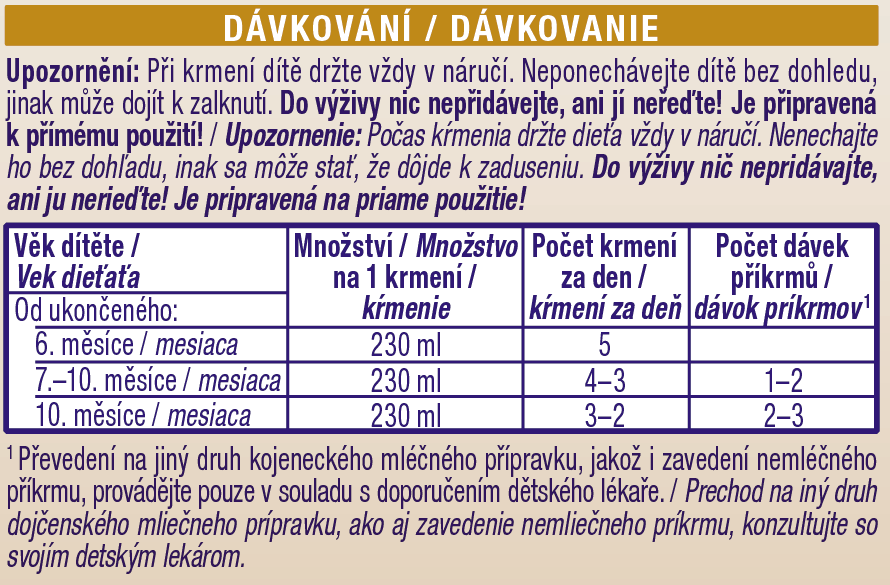 DÁVKOVÁNÍ / DÁVKOVANIE
Upozornění: Při krmení dítě držte vždy v náručí. Neponechávejte dítě bez dohledu,
jinak může dojít k zalknutí. Do výživy nic nepřidávejte, ani jí neřeďte! Je připravená
k přímému použití! / Upozornenie: Počas kŕmenia držte dieťa vždy v náručí. Nenechajte
ho bez dohľadu, inak sa môže stať, že dôjde k zaduseniu. Do výživy nič nepridávajte,
ani ju nerieďte! Je pripravená na priame použitie!
Věk dítěte / Množství / Množstvo Počet krmení Počet dávek
Vek dieťaťa na 1 krmení / za den / příkrmů /
Od ukončeného: kŕmenie kŕmení za deň dávok príkrmov¹
6. měsíce / mesiaca 230 ml 5
7.–10. měsíce / mesiaca 230 ml 4–3 1–2
10. měsíce / mesiaca 230 ml 3–2 2–3
¹ Převedení na jiný druh kojeneckého mléčného přípravku, jakož i zavedení nemléčného
příkrmu, provádějte pouze v souladu s doporučením dětského lékaře. / Prechod na iný druh
dojčenského mliečneho prípravku, ako aj zavedenie nemliečneho príkrmu, konzultujte so
svojím detským lekárom.